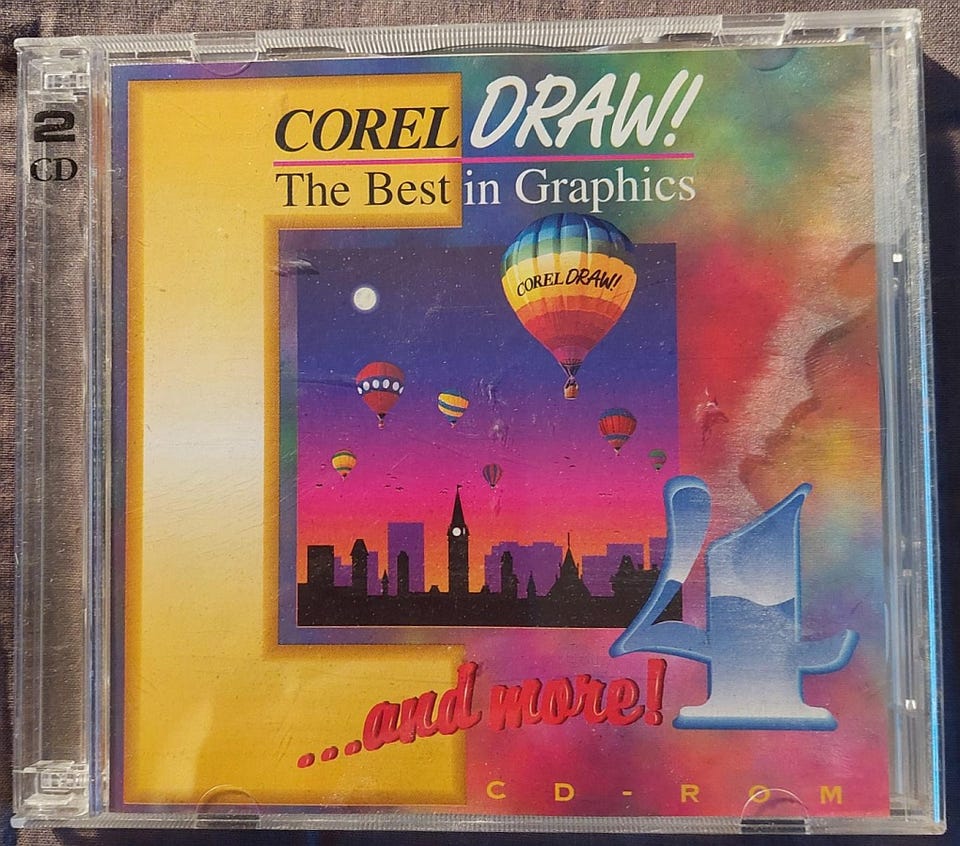 2
CD
COREL DRAW!
The Best in Graphics
COREL DRAW!
4
...and more!
CD-ROM